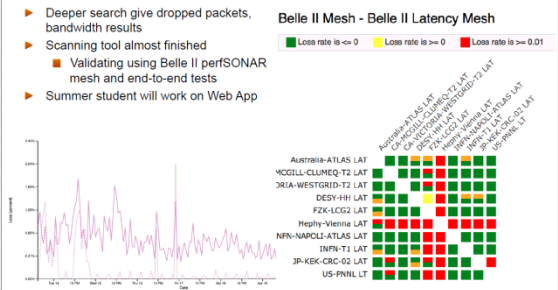 Deeper search give dropped packets,
bandwidth results
Scanning tool almost finished
Validating using Belle II perfSONAR
mesh and end-to-end tests
Summer student will work on Web App
Belle II Mesh - Belle II Latency Mesh
Loss rate is <= 0
Loss rate is >= 0
Loss rate is >= 0.01
Australia-ATLAS LAT
CA-MCGILL-CLUMEQ-T2 LAT
CA-VICTORIA-WESTGRID-T2 LAT
DESY-HH LAT
FZK-LCG2 LAT
Hephy-Vienna LAT
INFN-NAPOLI-ATLAS LAT
INFN-T1 LAT
JP-KEK-CRC-02 LAT
US-PNNL LT
Australia-ATLAS LAT
MCGILL-CLUMEQ-T2 LAT
ORIA-WESTGRID-T2 LAT
DESY-HH LAT
FZK-LCG2 LAT
Hephy-Vienna LAT
NFN-NAPOLI-ATLAS LAT
INFN-T1 LAT
JP-KEK-CRC-02 LAT
US-PNNL LT
Loss (percent)
Date